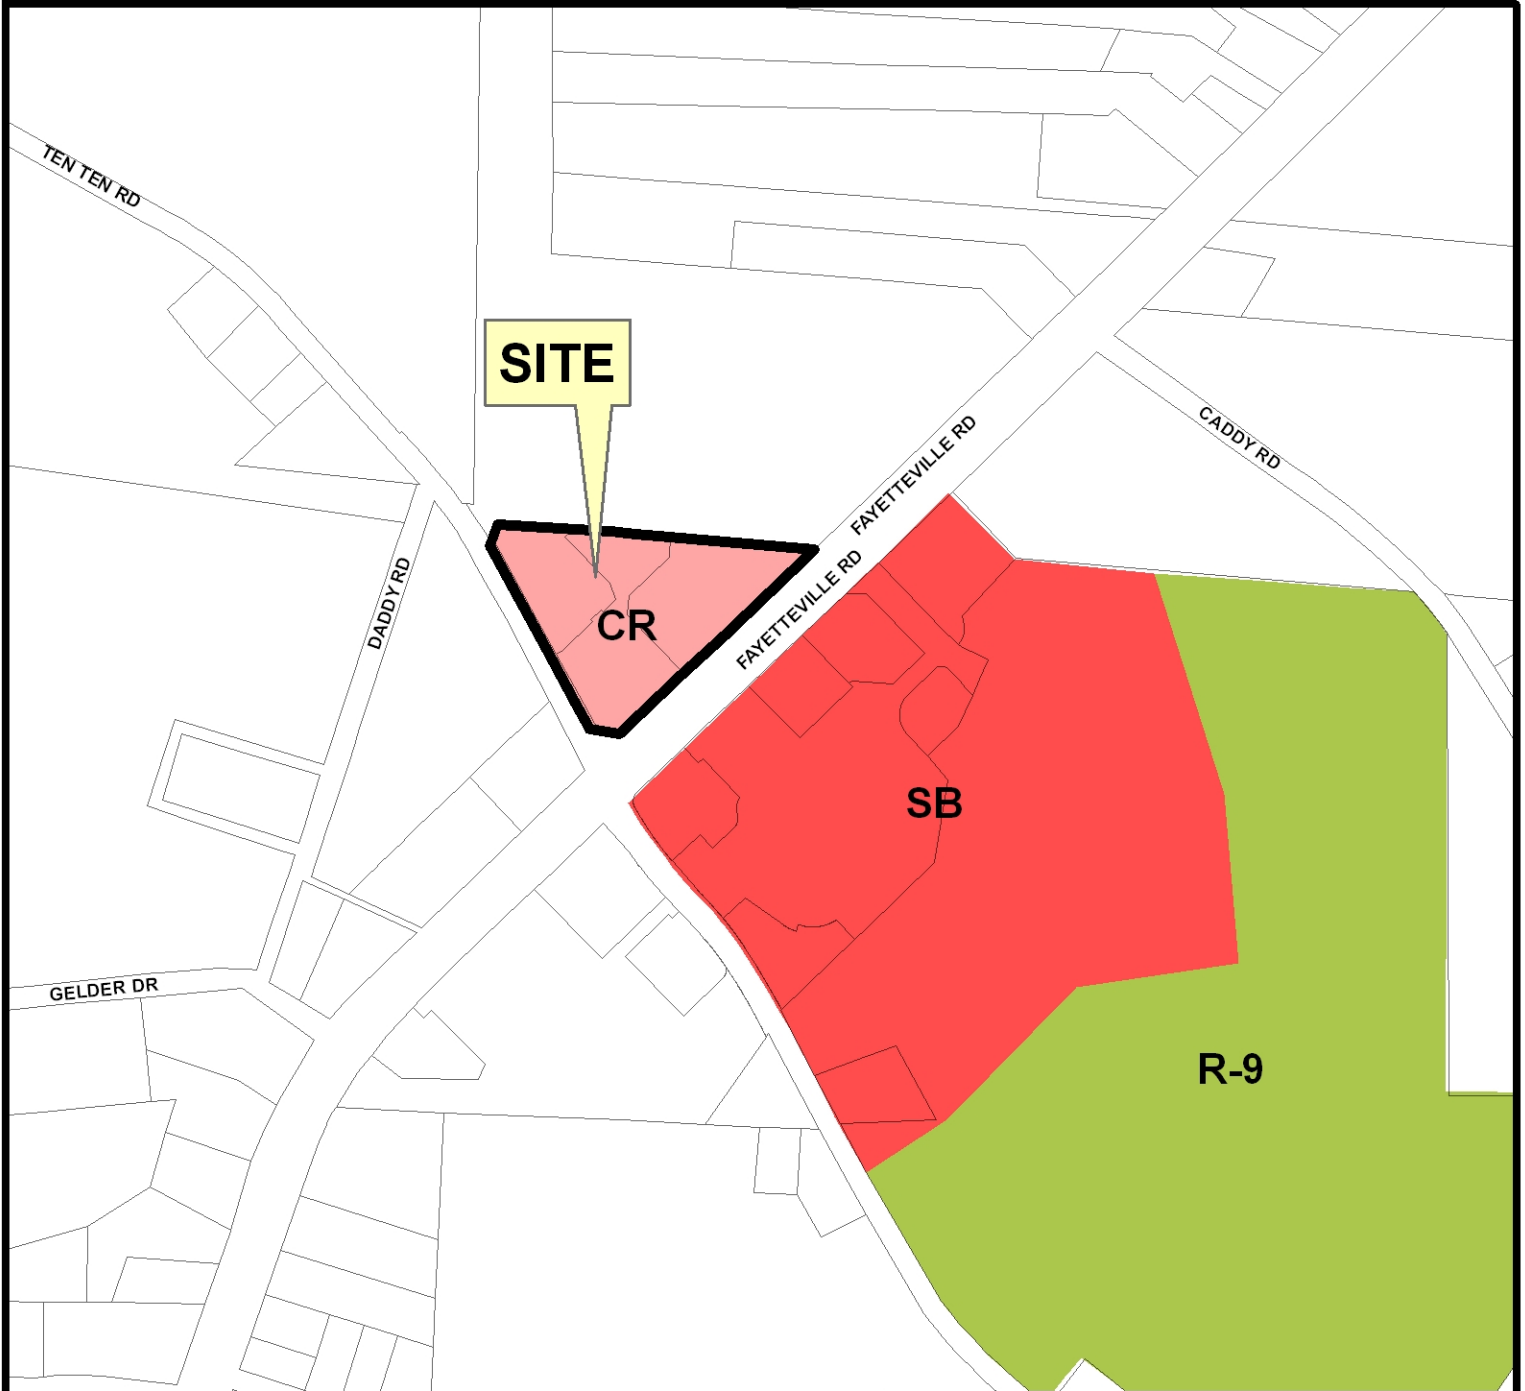 TEN TEN RD
SITE
FAYETTEVILLE RD
CADDY RD
FAYETTEVILLE RD
DADDY RD
CR
SB
GELDER DR
R-9